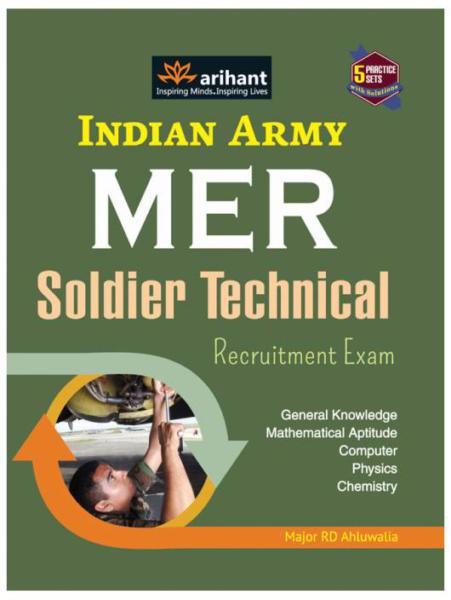 arihant
Inspiring Minds.Inspiring Lives
5 PRACTICE
SETS
with Solutions
INDIAN ARMY
MER
Soldier Technical
Recruitment Exam
General Knowledge
Mathematical Aptitude
Computer
Physics
Chemistry
Major RD Ahluwalia